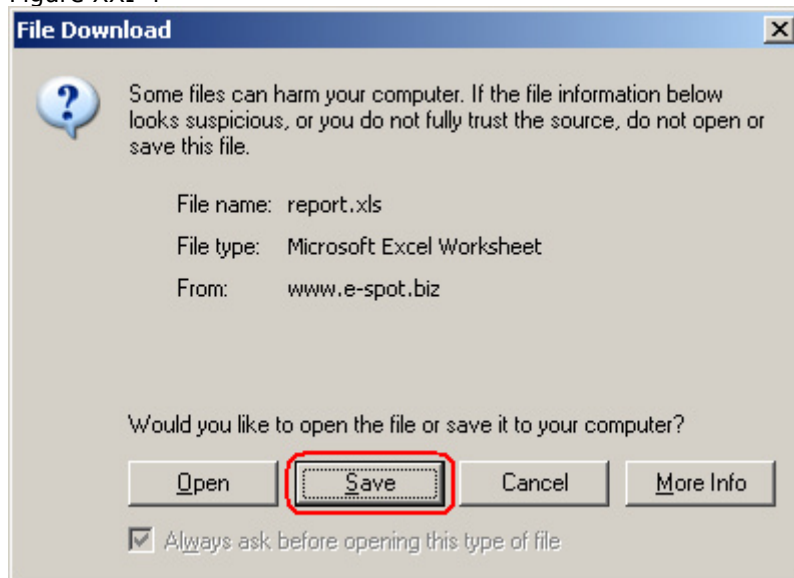 File Download
Some files can harm your computer. If the file information below
looks suspicious, or you do not fully trust the source, do not open or
save this file.
File name: report.xls
File type: Microsoft Excel Worksheet
From: www.e-spot.biz
Would you like to open the file or save it to your computer?
Open Save Cancel More Info
Always ask before opening this type of file